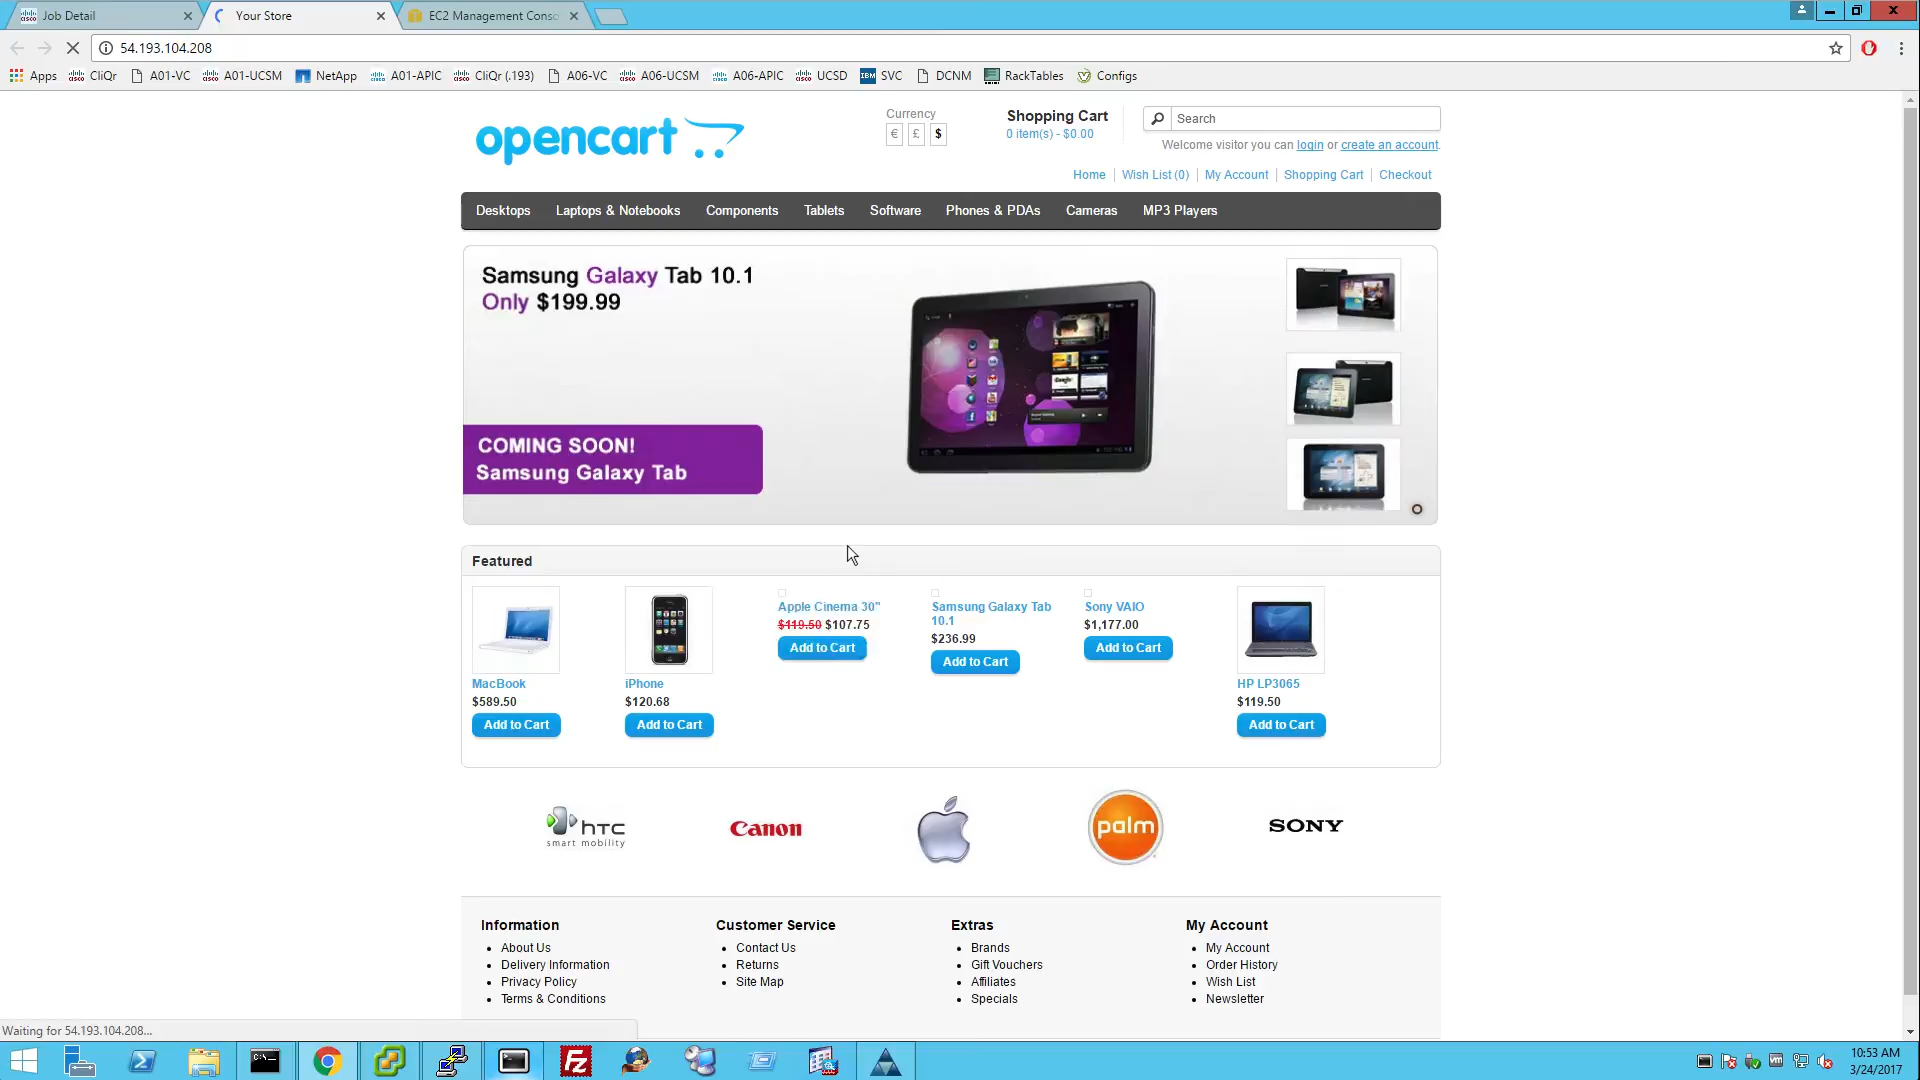 Job Detail
Your Store
EC2 Management Conso
54.193.104.208
Apps
CliQr
A01-VC
A01-UCSM
NetApp
A01-APIC
CliQr (.193)
A06-VC
A06-UCSM
A06-APIC
UCSD
IBM SVC
DCNM
RackTables
Configs
opencart
Currency
€ £ $
Shopping Cart
0 item(s) - $0.00
Search
Welcome visitor you can login or create an account.
Home
Wish List (0)
My Account
Shopping Cart
Checkout
Desktops
Laptops & Notebooks
Components
Tablets
Software
Phones & PDAs
Cameras
MP3 Players
Samsung Galaxy Tab 10.1
Only $199.99
COMING SOON!
Samsung Galaxy Tab
Featured
MacBook
$589.50
Add to Cart
iPhone
$120.68
Add to Cart
Apple Cinema 30"
$119.50 $107.75
Add to Cart
Samsung Galaxy Tab
10.1
$236.99
Add to Cart
Sony VAIO
$1,177.00
Add to Cart
HP LP3065
$119.50
Add to Cart
htc
smart mobility
Canon
palm
SONY
Information
About Us
Delivery Information
Privacy Policy
Terms & Conditions
Customer Service
Contact Us
Returns
Site Map
Extras
Brands
Gift Vouchers
Affiliates
Specials
My Account
My Account
Order History
Wish List
Newsletter
Waiting for 54.193.104.208...
10:53 AM
3/24/2017